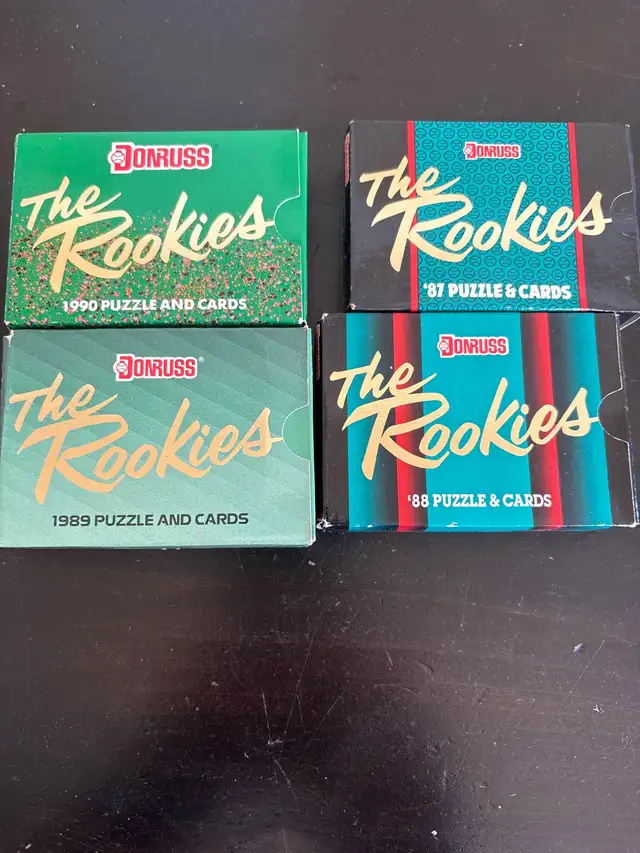 DONRUSS
The
Rookies
1990 PUZZLE AND CARDS
DONRUSS
The
Rookies
'87 PUZZLE & CARDS
DONRUSS®
The
Rookies
1989 PUZZLE AND CARDS
DONRUSS
The
Rookies
'88 PUZZLE & CARDS